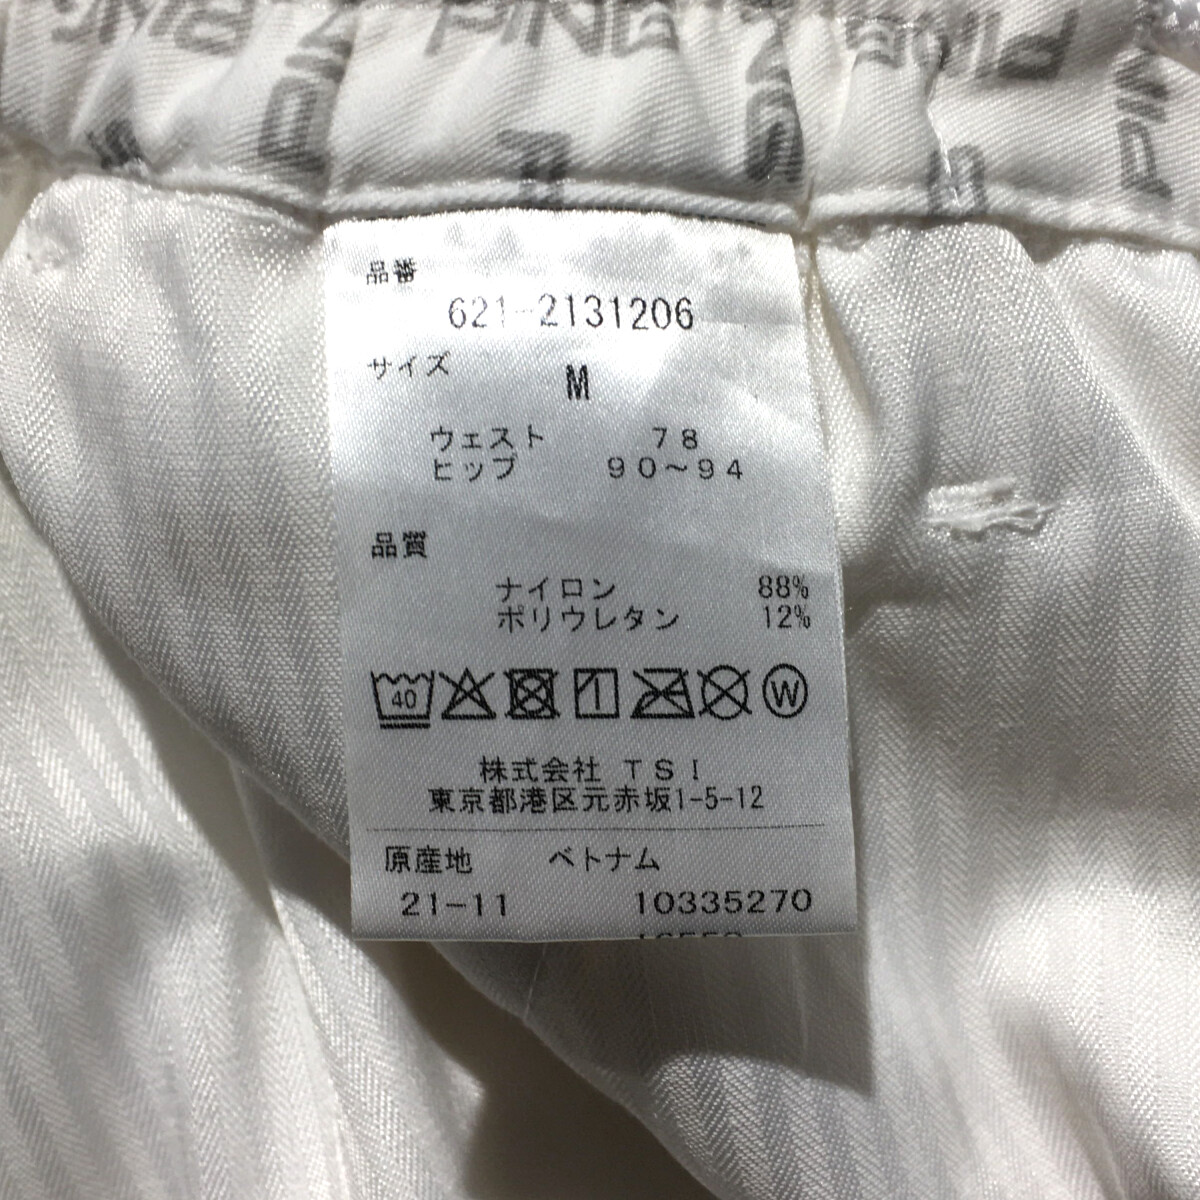 PING
品番
621-2131206
サイズ
M
ウェスト 78
ヒップ 90~94
品質
ナイロン 88%
ポリウレタン 12%
40 W
株式会社 TSI
東京都港区元赤坂1-5-12
原産地 ベトナム
21-11 10335270